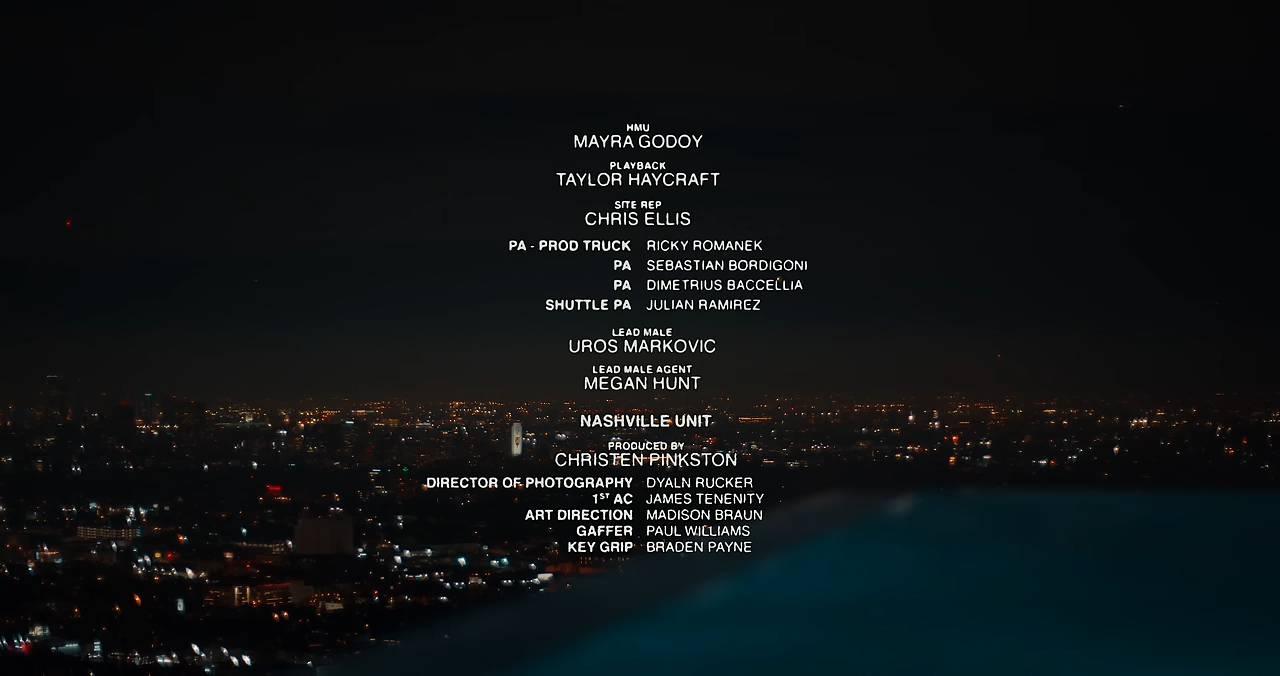 HMU
MAYRA GODOY
PLAYBACK
TAYLOR HAYCRAFT
SITE REP
CHRIS ELLIS
PA - PROD TRUCK RICKY ROMANEK
PA SEBASTIAN BORDIGONI
PA DIMETRIUS BACCELLIA
SHUTTLE PA JULIAN RAMIREZ
LEAD MALE
UROS MARKOVIC
LEAD MALE AGENT
MEGAN HUNT
NASHVILLE UNIT
PRODUCED BY
CHRISTEN PINKSTON
DIRECTOR OF PHOTOGRAPHY DYALN RUCKER
1ST AC JAMES TENENITY
ART DIRECTION MADISON BRAUN
GAFFER PAUL WILLIAMS
KEY GRIP BRADEN PAYNE